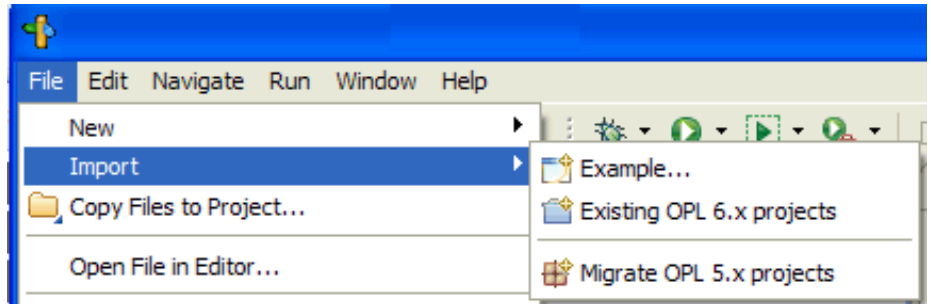 File Edit Navigate Run Window Help
New
Import
Example...
Copy Files to Project...
Existing OPL 6.x projects
Open File in Editor...
Migrate OPL 5.x projects